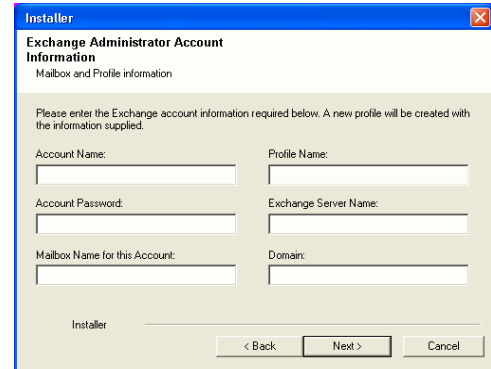 Installer
Exchange Administrator Account
Information
Mailbox and Profile information
Please enter the Exchange account information required below. A new profile will be created with
the information supplied.
Account Name:
Profile Name:
Account Password:
Exchange Server Name:
Mailbox Name for this Account:
Domain:
Installer
< Back
Next >
Cancel